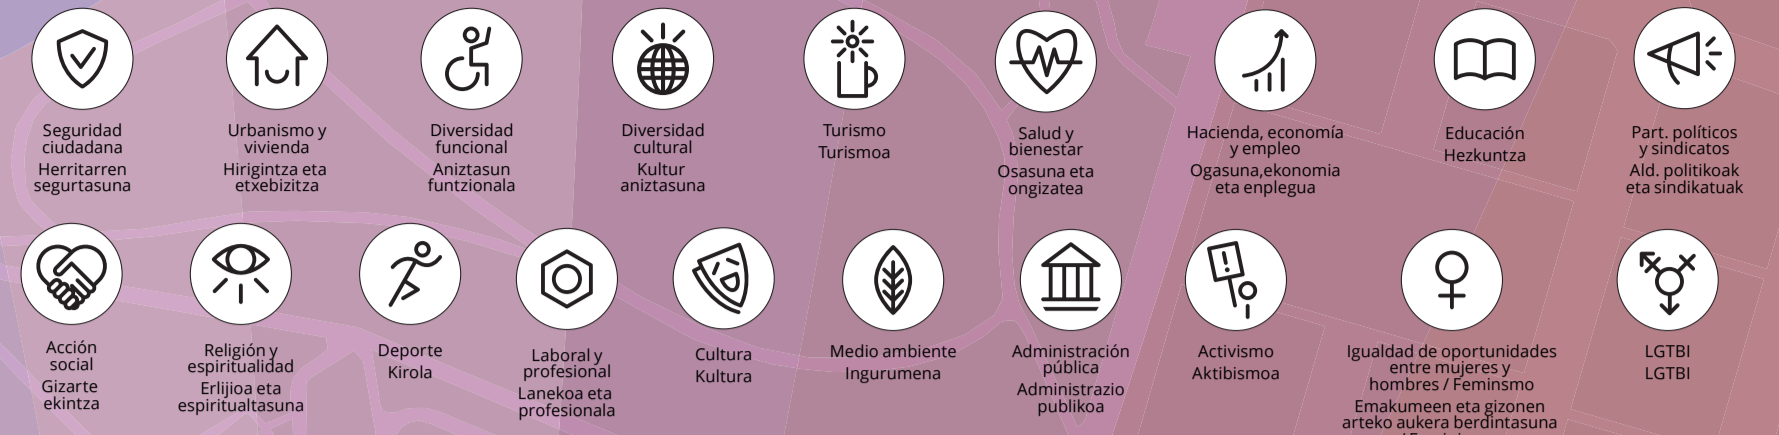 Seguridad
ciudadana
Herritarren
segurtasuna
Urbanismo y
vivienda
Hirigintza eta
etxebizitza
Diversidad
funcional
Aniztasun
funtzionala
Diversidad
cultural
Kultur
aniztasuna
Turismo
Turismoa
Salud y
bienestar
Osasuna eta
ongizatea
Hacienda, economía
y empleo
Ogasuna,ekonomia
eta enplegua
Educación
Hezkuntza
Part. políticos
y sindicatos
Ald. politikoak
eta sindikatuak
Acción
social
Gizarte
ekintza
Religión y
espiritualidad
Erlijioa eta
espiritualtasuna
Deporte
Kirola
Laboral y
profesional
Lanekoa eta
profesionala
Cultura
Kultura
Medio ambiente
Ingurumena
Administración
pública
Administrazio
publikoa
Activismo
Aktibismoa
Igualdad de oportunidades
entre mujeres y
hombres / Feminsmo
Emakumeen eta gizonen
arteko aukera berdintasuna
LGTBI
LGTBI